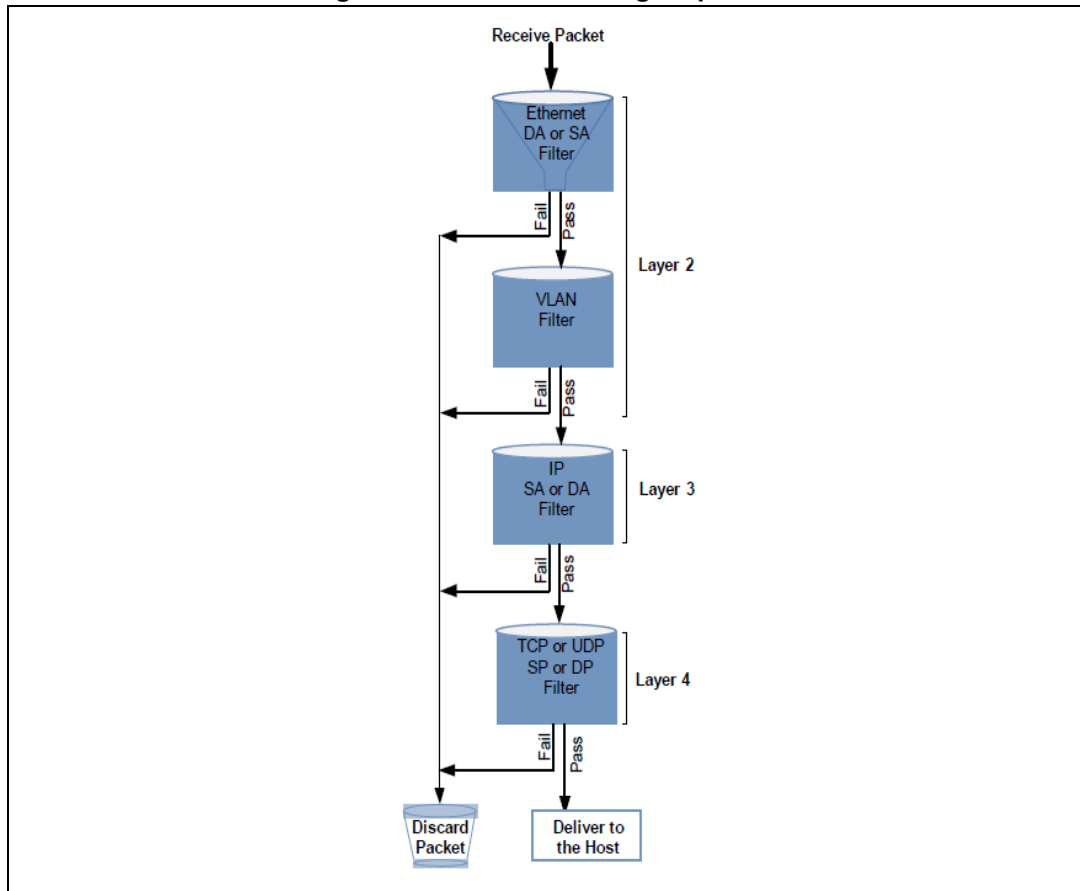 Receive Packet
Ethernet
DA or SA
Filter
Fail
Pass
Layer 2
VLAN
Filter
Fail
Pass
IP
SA or DA
Filter
Layer 3
Fail
Pass
TCP or UDP
SP or DP
Filter
Layer 4
Fail
Pass
Discard
Packet
Deliver to
the Host